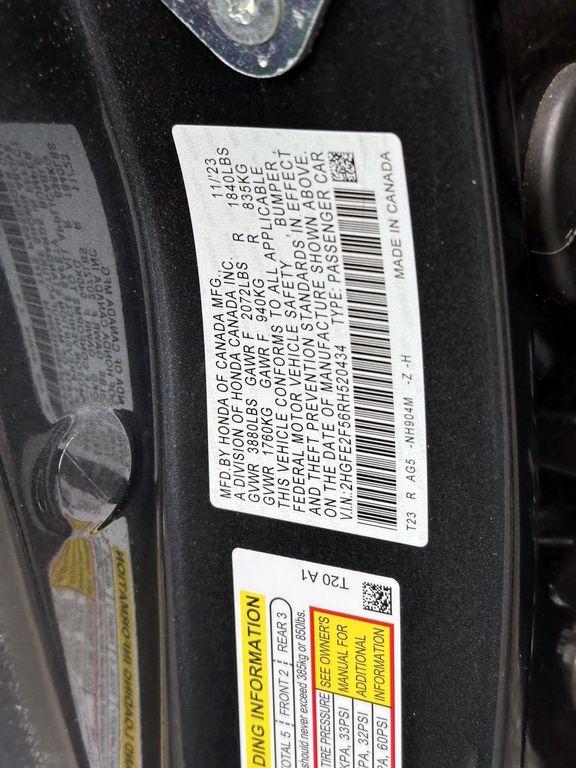 MFD.BY HONDA OF CANADA MFG., 11/'23
A DIVISION OF HONDA CANADA INC.
GVWR 3880LBS GAWR F 2072LBS R 1840LBS
GVWR 1760KG GAWR F 940KG R 835KG
THIS VEHICLE CONFORMS TO ALL APPLICABLE
FEDERAL MOTOR VEHICLE SAFETY, BUMPER,
AND THEFT PREVENTION STANDARDS IN EFFECT
ON THE DATE OF MANUFACTURE SHOWN ABOVE.
V.I.N.:2HGFE2F56RH520434 TYPE: PASSENGER CAR
MADE IN CANADA
T23 R AG5 -NH904M -Z -H
T20 A1
INFORMATION
TOTAL 5 FRONT 2 REAR 3
should never exceed 385kg or 850lbs.
TIRE PRESSURE SEE OWNER'S
33PSI MANUAL FOR
32PSI ADDITIONAL
60PSI INFORMATION